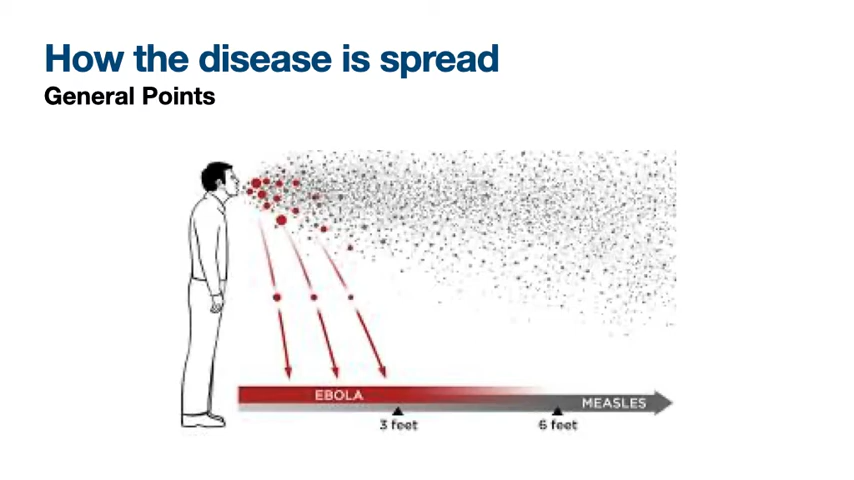 How the disease is spread
General Points
EBOLA
MEASLES
3 feet
6 feet